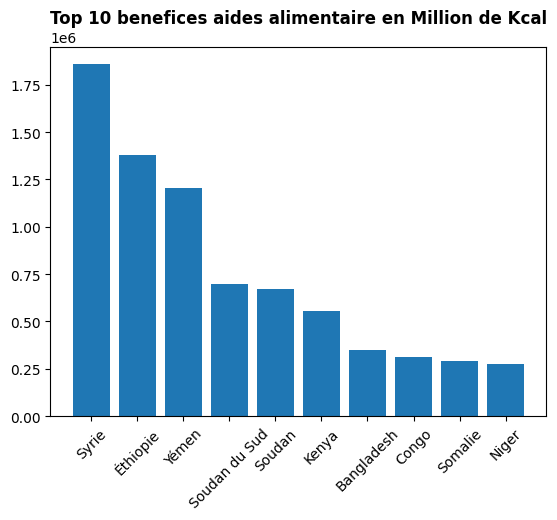 Top 10 benefices aides alimentaire en Million de Kcal
1e6
1.75
1.50
1.25
1.00
0.75
0.50
0.25
0.00
Syrie
Éthiopie
Yémen
Soudan du Sud
Soudan
Kenya
Bangladesh
Congo
Somalie
Niger